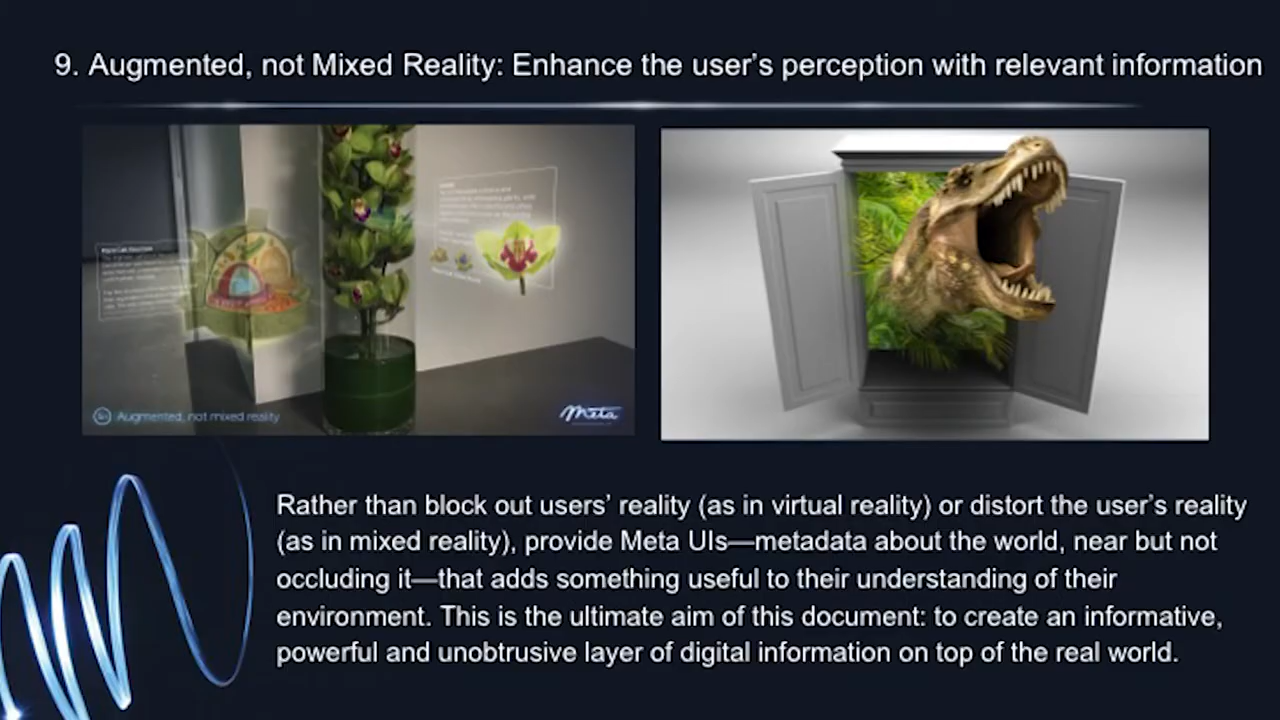 9. Augmented, not Mixed Reality: Enhance the user’s perception with relevant information
Augmented, not mixed reality
Meta
Rather than block out users’ reality (as in virtual reality) or distort the user’s reality
(as in mixed reality), provide Meta UIs—metadata about the world, near but not
occluding it—that adds something useful to their understanding of their
environment. This is the ultimate aim of this document: to create an informative,
powerful and unobtrusive layer of digital information on top of the real world.